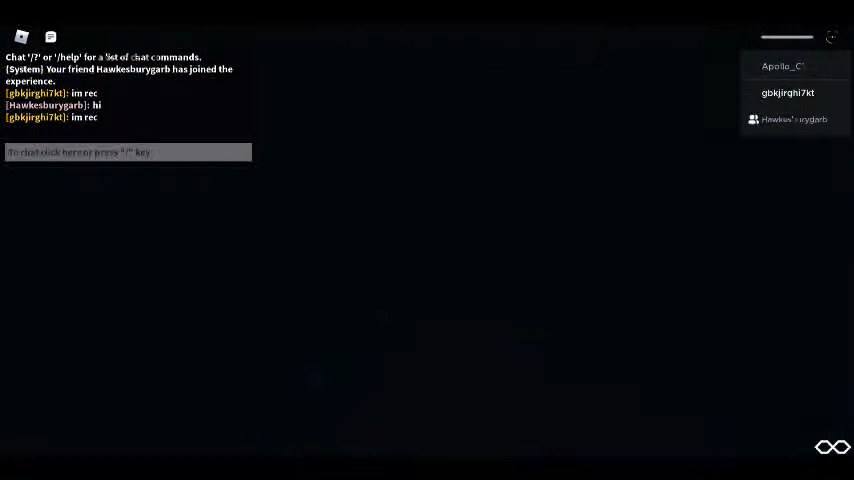 Chat '/?' or '/help' for a list of chat commands.
{System} Your friend Hawkesburygarb has joined the
experience.
[gbkjirghi7kt]: im rec
[Hawkesburygarb]: hi
[gbkjirghi7kt]: im rec
To chat click here or press "/" key
gbkjirghi7kt